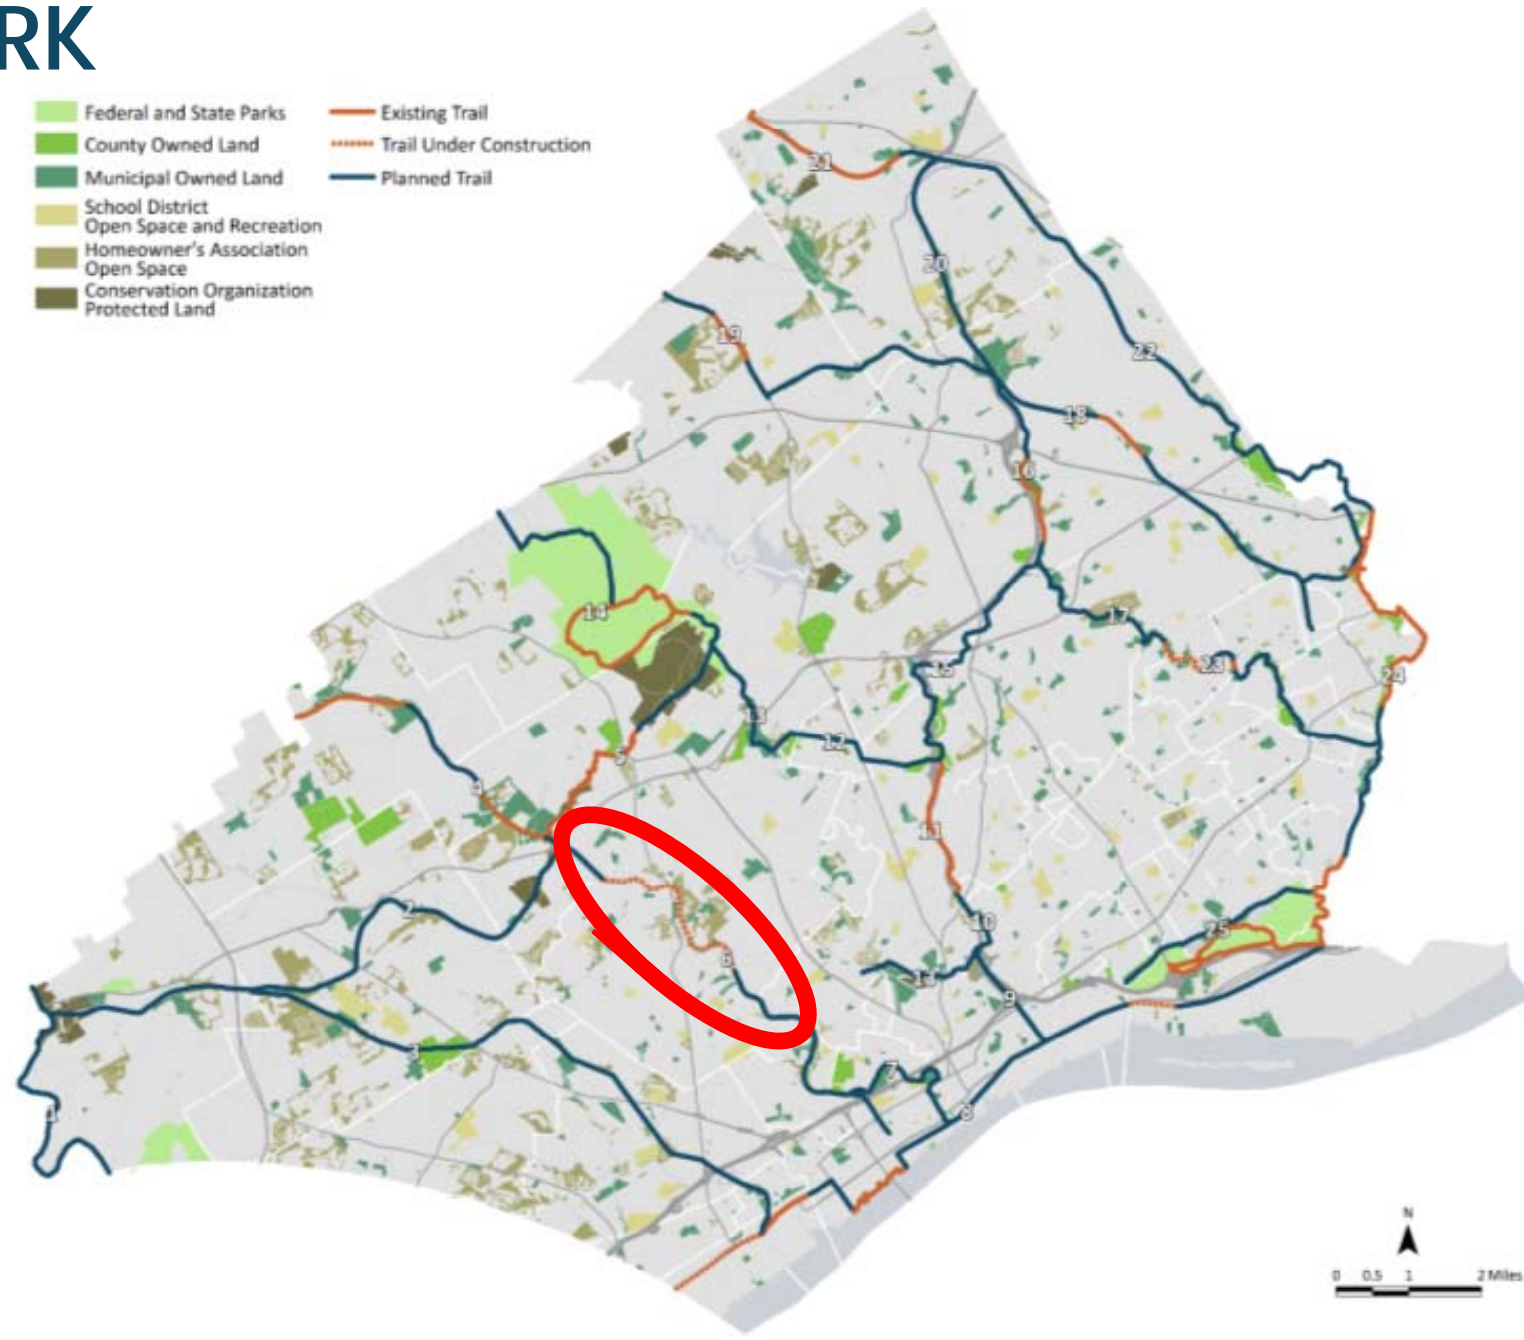 RK
Federal and State Parks
County Owned Land
Municipal Owned Land
School District
Open Space and Recreation
Homeowner's Association
Open Space
Conservation Organization
Protected Land
Existing Trail
Trail Under Construction
Planned Trail
21
20
19
22
18
16
14
17
15
23
24
13
12
5
4
11
2
10
25
6
13
9
3
7
1
8
N
0 0.5 1 2 Miles